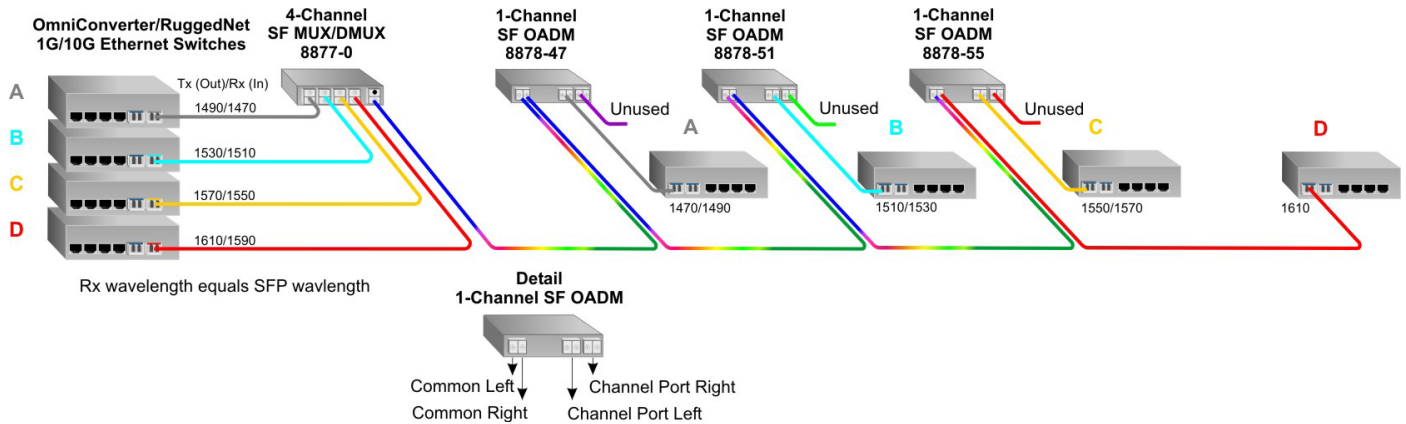 OmniConverter/RuggedNet
1G/10G Ethernet Switches
4-Channel
SF MUX/DMUX
8877-0
1-Channel
SF OADM
8878-47
1-Channel
SF OADM
8878-51
1-Channel
SF OADM
8878-55
Tx (Out)/Rx (In)
A
1490/1470
B
1530/1510
C
1570/1550
D
1610/1590
Unused
A
1470/1490
Unused
B
1510/1530
Unused
C
1550/1570
D
1610
Rx wavelength equals SFP wavlength
Detail
1-Channel SF OADM
Common Left
Channel Port Right
Common Right
Channel Port Left